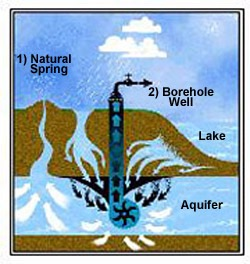 1) Natural
Spring
2) Borehole
Well
Lake
Aquifer